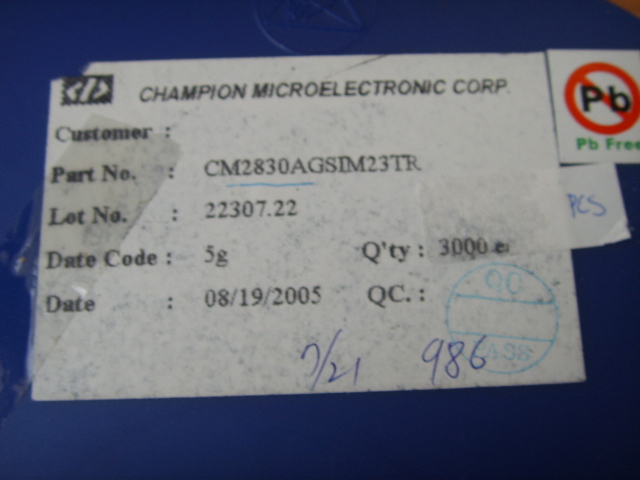 CHAMPION MICROELECTRONIC CORP.
Pb
Pb Free
Customer :
Part No. : CM2830AGSIM23TR
Lot No. : 22307.22
PCS
Date Code : 5g Q'ty : 3000
Date : 08/19/2005 QC. :
QC
7/21 986